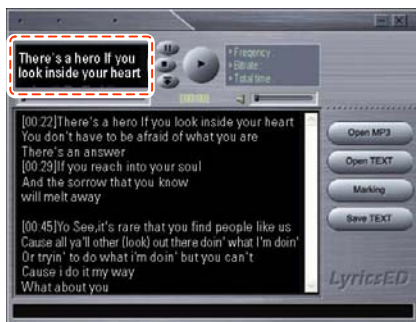 There's a hero If you
look inside your heart
Freqency
Bitrate
Total time
[00:00]
[00:22]There's a hero If you look inside your heart
You don't have to be afraid of what you are
There's an answer
[00:29]If you reach into your soul
And the sorrow that you know
will melt away
[00:45]Yo See,it's rare that you find people like us
Cause all ya'll other (look) out there doin' what I'm doin'
Or tryin' to do what i'm doin' but you can't
Cause i do it my way
What about you
Open MP3
Open TEXT
Marking
Save TEXT
LyricsED